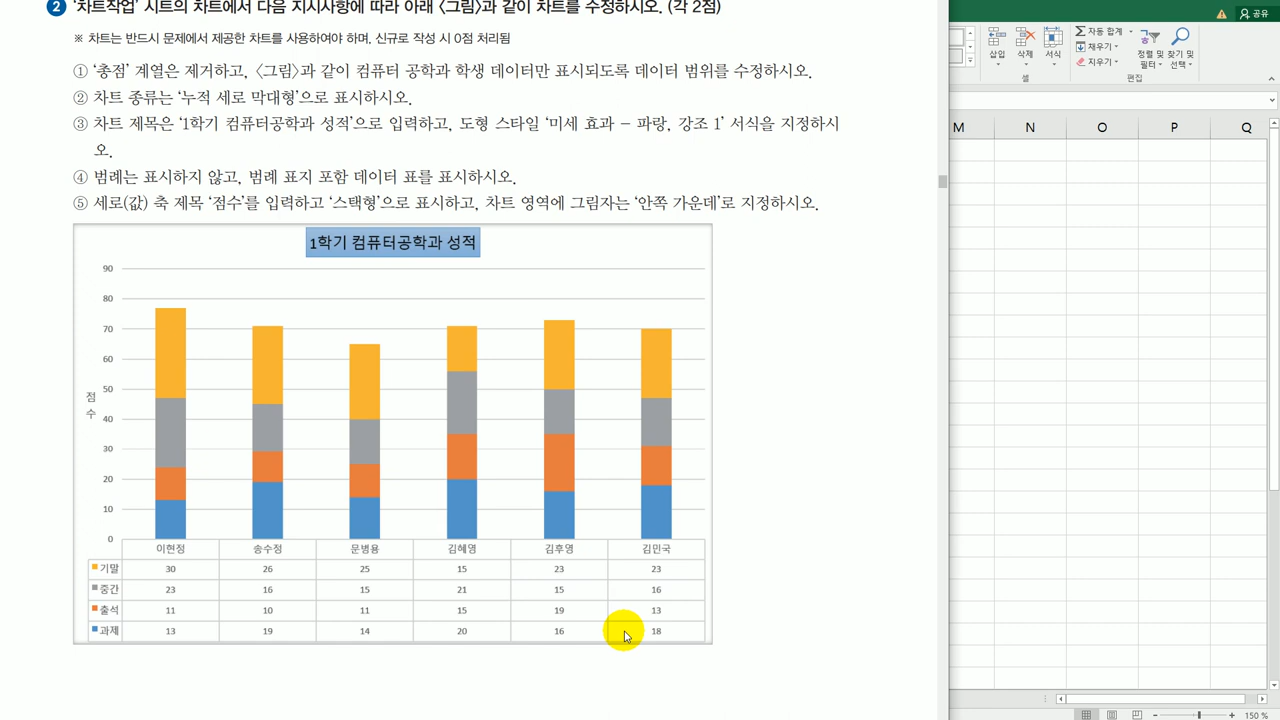 2 '차트작업' 시트의 차트에서 다음 지시사항에 따라 아래 〈그림〉과 같이 차트를 수정하시오. (각 2점)
※ 차트는 반드시 문제에서 제공한 차트를 사용하여야 하며, 신규로 작성 시 0점 처리됨
① '총점' 계열은 제거하고, 〈그림〉과 같이 컴퓨터 공학과 학생 데이터만 표시되도록 데이터 범위를 수정하시오.
② 차트 종류는 '누적 세로 막대형'으로 표시하시오.
③ 차트 제목은 '1학기 컴퓨터공학과 성적'으로 입력하고, 도형 스타일 '미세 효과 – 파랑, 강조 1' 서식을 지정하시
오.
④ 범례는 표시하지 않고, 범례 표지 포함 데이터 표를 표시하시오.
⑤ 세로(값) 축 제목 '점수'를 입력하고 '스택형'으로 표시하고, 차트 영역에 그림자는 '안쪽 가운데'로 지정하시오.
1학기 컴퓨터공학과 성적
90
80
70
60
50
40
30
20
10
0
점
수
이현정 송수정 문병용 김혜영 김후영 김민국
기말 30 26 25 15 23 23
중간 23 16 15 21 15 16
출석 11 10 11 15 19 13
과제 13 19 14 20 16 18
공유
삽입 삭제 서식
자동 합계
채우기
지우기
정렬 및 찾기 및
필터 선택
셀 편집
M N O P Q
150 %